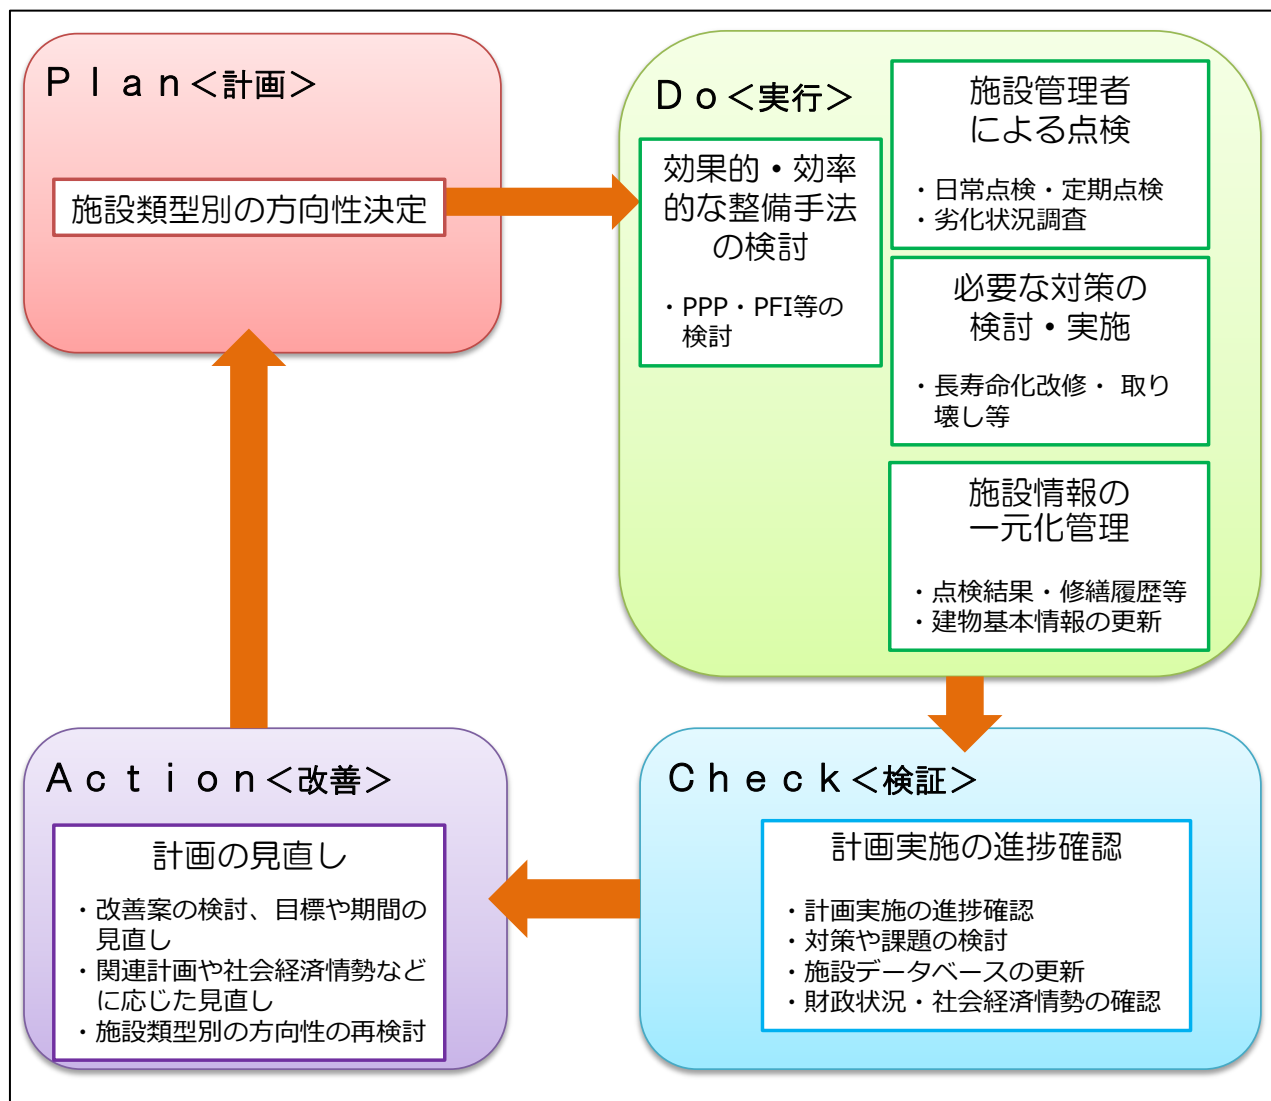 Ｐｌａｎ＜計画＞
施設類型別の方向性決定
Ｄｏ＜実行＞
効果的・効率
的な整備手法
の検討
・PPP・PFI等の
検討
施設管理者
による点検
・日常点検・定期点検
・劣化状況調査
必要な対策の
検討・実施
・長寿命化改修・ 取り
壊し等
施設情報の
一元化管理
・点検結果・修繕履歴等
・建物基本情報の更新
Ｃｈｅｃｋ＜検証＞
計画実施の進捗確認
・計画実施の進捗確認
・対策や課題の検討
・施設データベースの更新
・財政状況・社会経済情勢の確認
Ａｃｔｉｏｎ＜改善＞
計画の見直し
・改善案の検討、目標や期間の
見直し
・関連計画や社会経済情勢など
に応じた見直し
・施設類型別の方向性の再検討